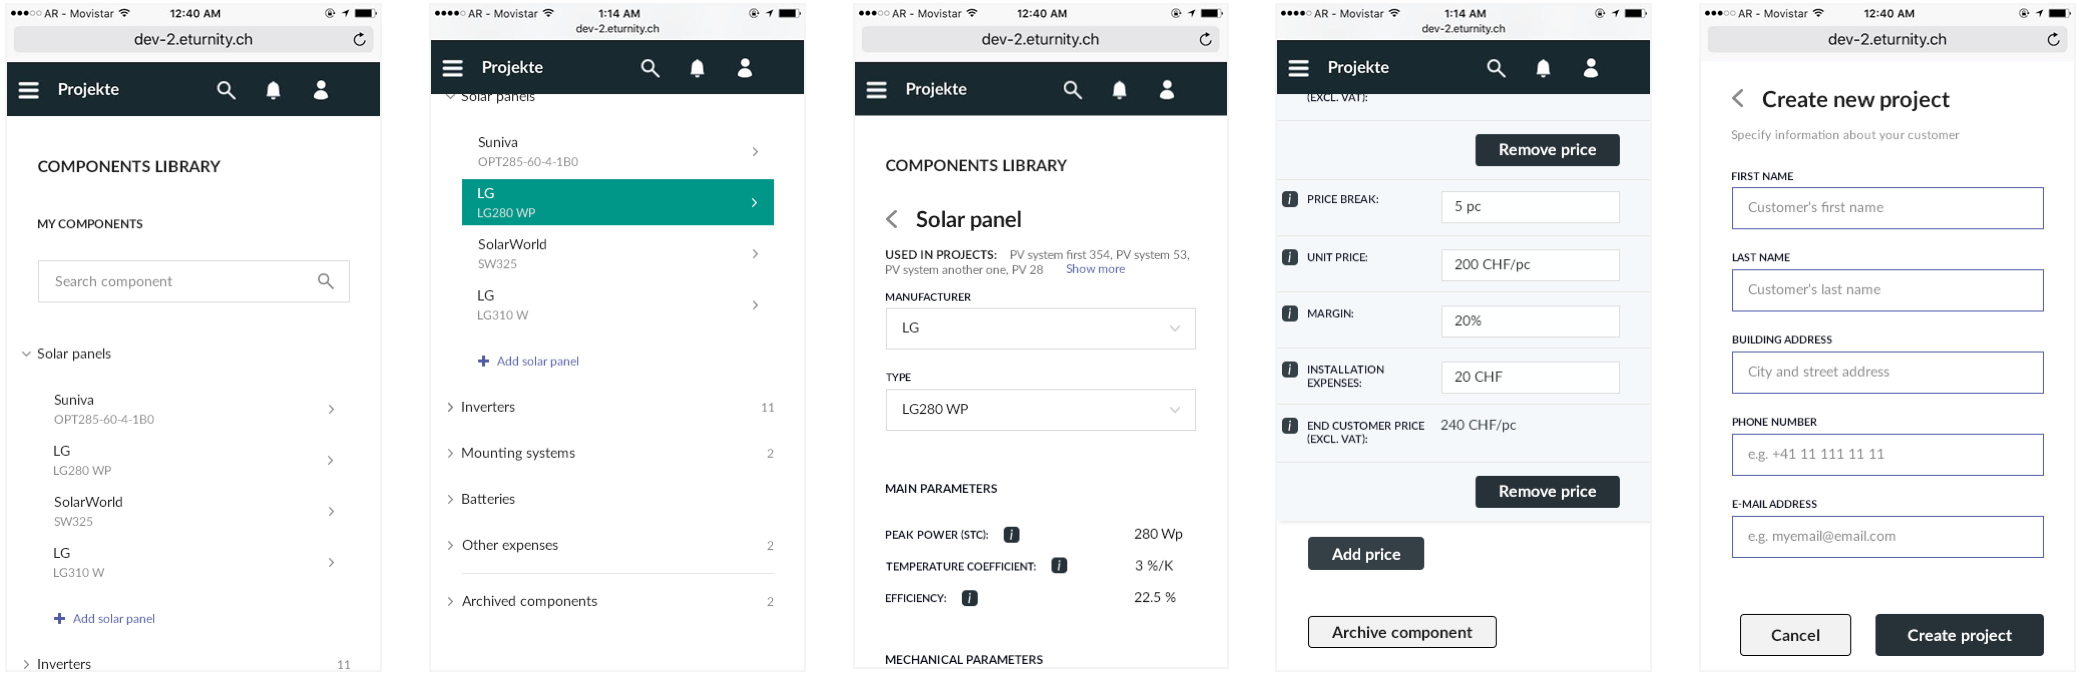 AR - Movistar 12:40 AM
dev-2.eturnity.ch
Projekte
COMPONENTS LIBRARY
MY COMPONENTS
Search component
Solar panels
Suniva
OPT285-60-4-1B0
LG
LG280 WP
SolarWorld
SW325
LG
LG310 W
+ Add solar panel
Inverters 11
AR - Movistar 1:14 AM
dev-2.eturnity.ch
Projekte
Solar panels
Suniva
OPT285-60-4-1B0
LG
LG280 WP
SolarWorld
SW325
LG
LG310 W
+ Add solar panel
Inverters 11
Mounting systems 2
Batteries
Other expenses 2
Archived components 2
AR - Movistar 12:40 AM
dev-2.eturnity.ch
Projekte
COMPONENTS LIBRARY
Solar panel
USED IN PROJECTS: PV system first 354, PV system 53,
PV system another one, PV 28 Show more
MANUFACTURER
LG
TYPE
LG280 WP
MAIN PARAMETERS
PEAK POWER (STC): i 280 Wp
TEMPERATURE COEFFICIENT: i 3 %/K
EFFICIENCY: i 22.5 %
MECHANICAL PARAMETERS
AR - Movistar 1:14 AM
dev-2.eturnity.ch
Projekte
(EXCL. VAT):
Remove price
i PRICE BREAK: 5 pc
i UNIT PRICE: 200 CHF/pc
i MARGIN: 20%
i INSTALLATION
EXPENSES: 20 CHF
i END CUSTOMER PRICE 240 CHF/pc
(EXCL. VAT):
Remove price
Add price
Archive component
AR - Movistar 12:40 AM
dev-2.eturnity.ch
Create new project
Specify information about your customer
FIRST NAME
Customer's first name
LAST NAME
Customer's last name
BUILDING ADDRESS
City and street address
PHONE NUMBER
e.g. +41 11 111 11 11
E-MAIL ADDRESS
e.g. myemail@email.com
Cancel Create project